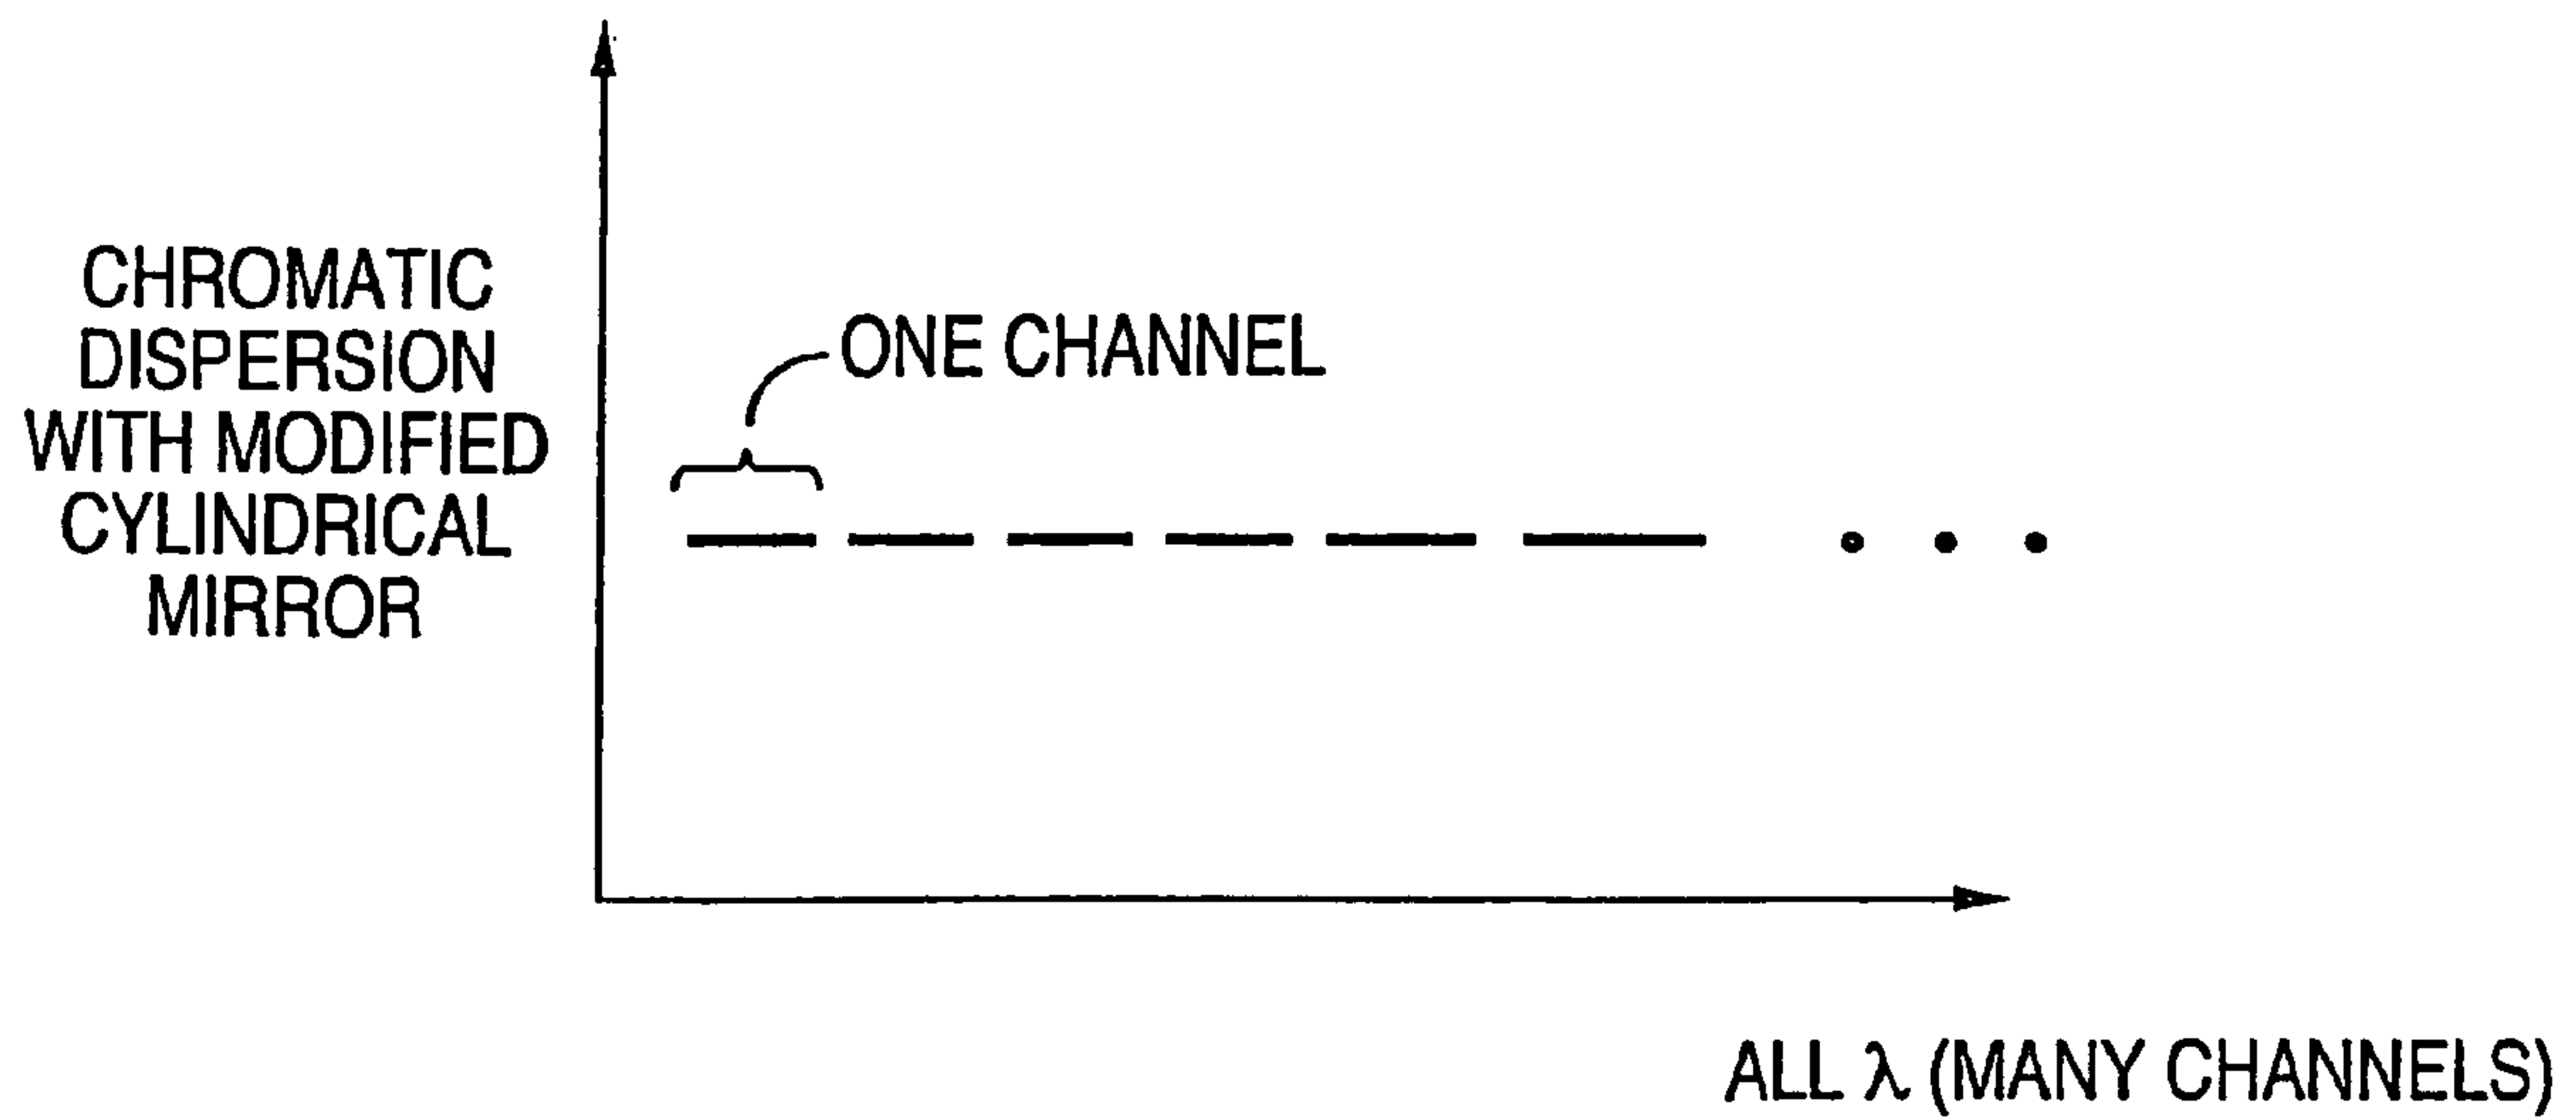 CHROMATIC
DISPERSION
WITH MODIFIED
CYLINDRICAL
MIRROR
ONE CHANNEL
ALL λ (MANY CHANNELS)